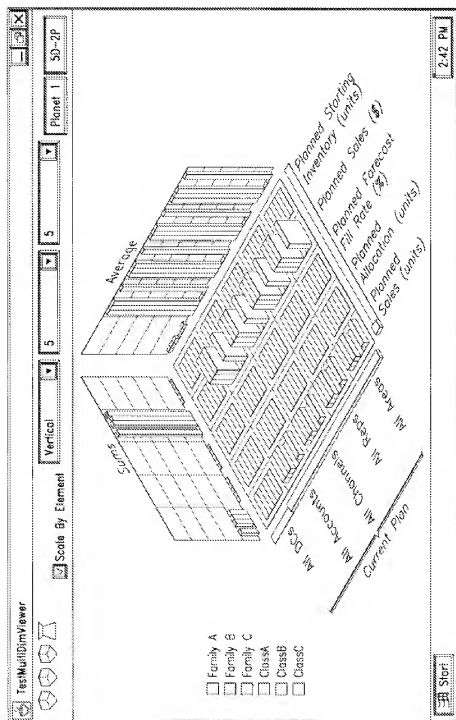 TestMultiDimViewer
Scale By Element
Vertical
5
5
Planet 1
5D-2P
Sums
Average
Family A
Family B
Family C
ClassA
ClassB
ClassC
All DCs
All Accounts
All Channels
All Reps
All Areas
Current Plan
Planned Starting
Inventory (units)
Planned Sales ($)
Planned Forecast
Fill Rate (%)
Planned
Allocation (units)
Planned
Sales (units)
Start
2:42 PM